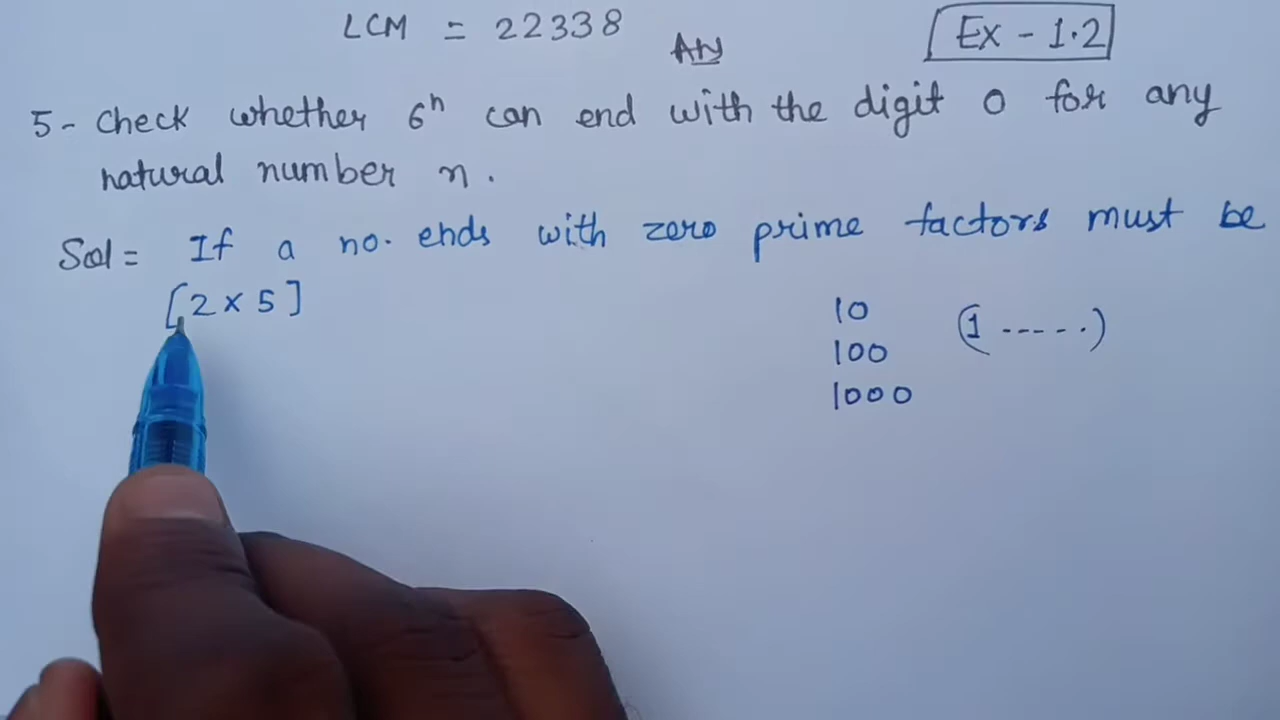 LCM = 22338
Ans
Ex - 1.2
5- Check whether 6ⁿ can end with the digit 0 for any
natural number n.
Sol = If a no. ends with zero prime factors must be
[2 × 5]
10
100
1000
(1 -----.)